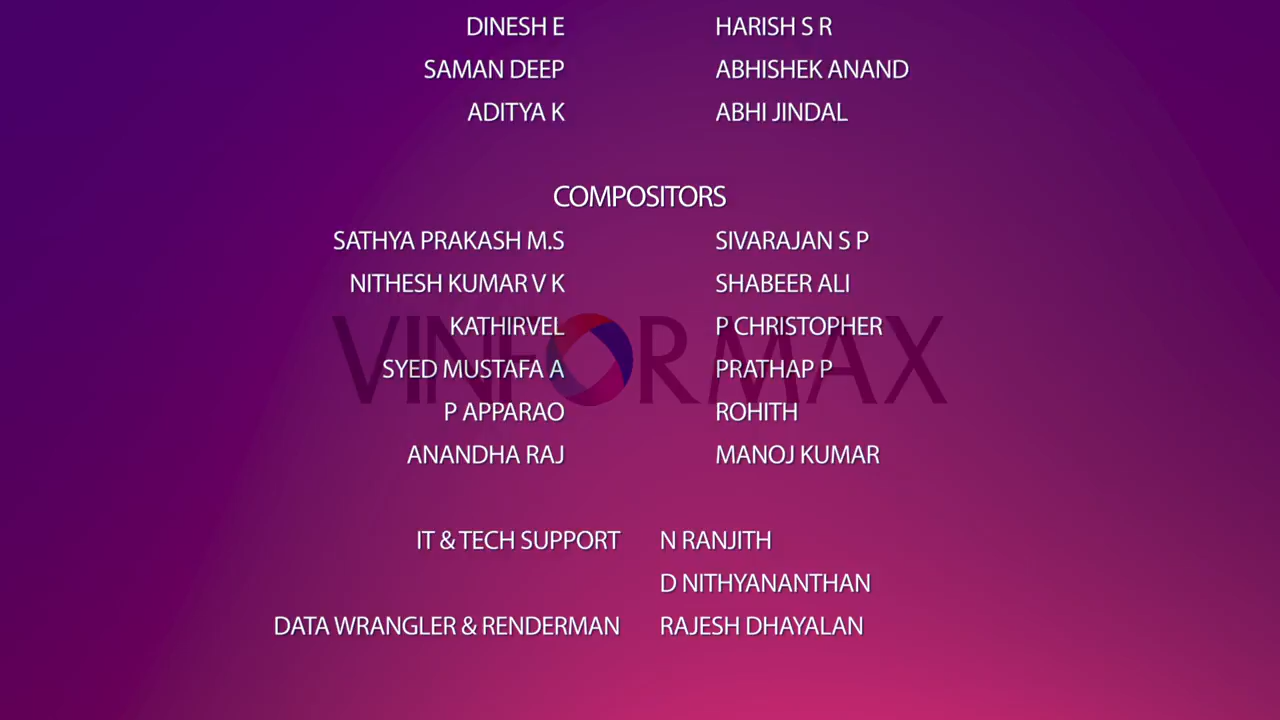 DINESH E HARISH S R
SAMAN DEEP ABHISHEK ANAND
ADITYA K ABHI JINDAL
COMPOSITORS
SATHYA PRAKASH M.S SIVARAJAN S P
NITHESH KUMAR V K SHABEER ALI
KATHIRVEL P CHRISTOPHER
VINFORMAX
SYED MUSTAFA A PRATHAP P
P APPARAO ROHITH
ANANDHA RAJ MANOJ KUMAR
IT & TECH SUPPORT N RANJITH
D NITHYANANTHAN
DATA WRANGLER & RENDERMAN RAJESH DHAYALAN